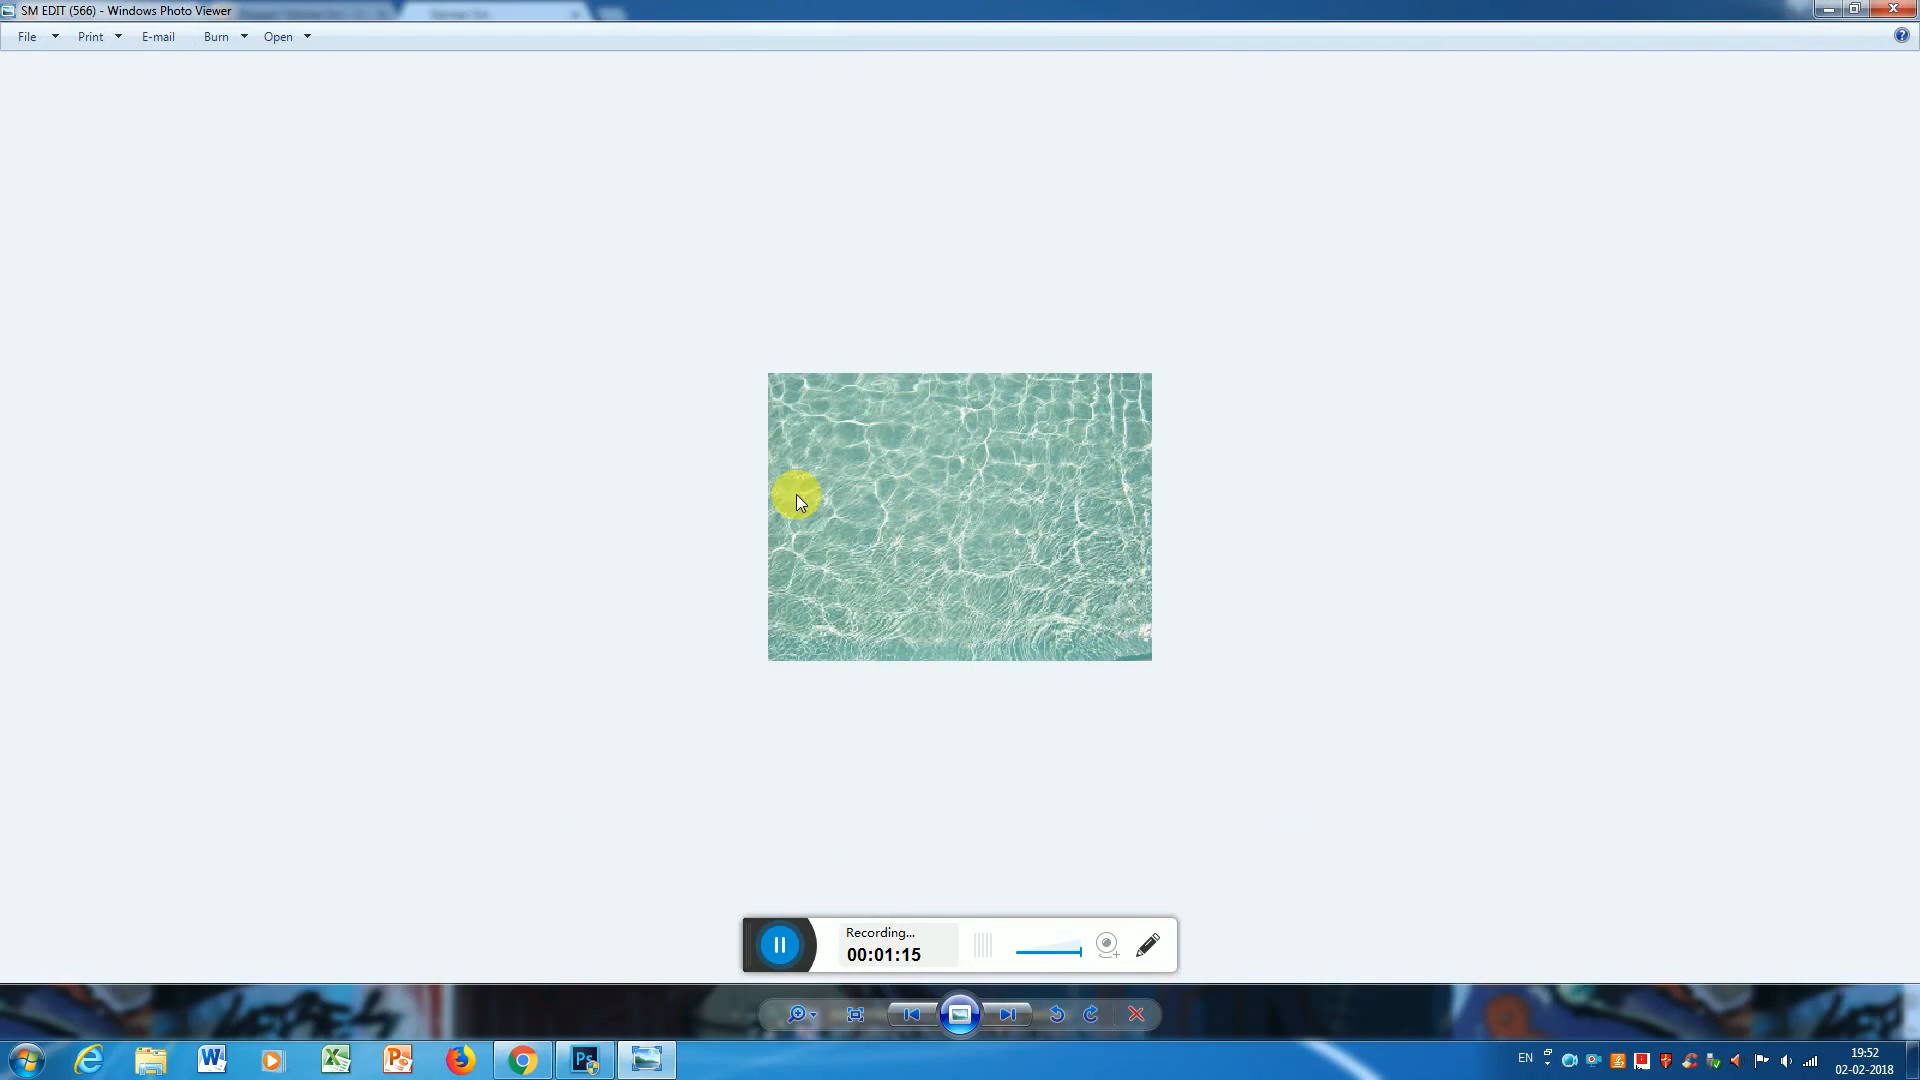 SM EDIT (566) - Windows Photo Viewer
File Print E-mail Burn Open
Recording...
00:01:15
EN
19:52
02-02-2018